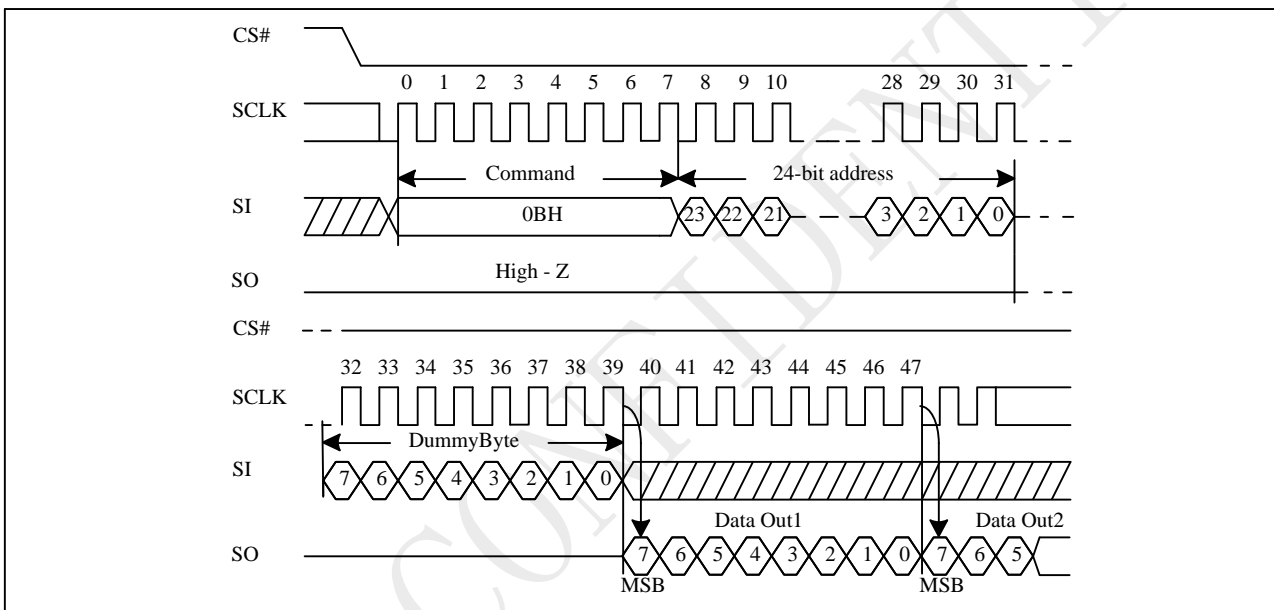 CS#
0 1 2 3 4 5 6 7 8 9 10 28 29 30 31
SCLK
Command 24-bit address
SI 0BH 23 22 21 3 2 1 0
High - Z
SO
CS#
32 33 34 35 36 37 38 39 40 41 42 43 44 45 46 47
SCLK
DummyByte
SI 7 6 5 4 3 2 1 0
Data Out1 Data Out2
SO 7 6 5 4 3 2 1 0 7 6 5
MSB MSB
CONFIDENT